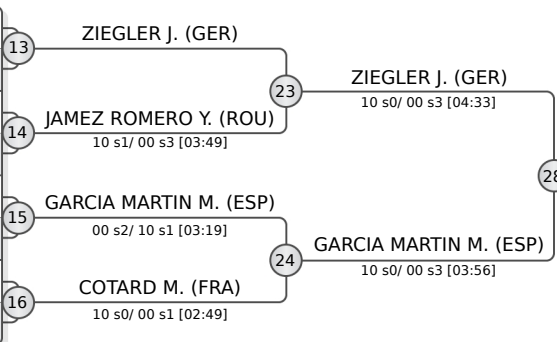 ZIEGLER J. (GER)
13
ZIEGLER J. (GER)
23
10 s0/ 00 s3 [04:33]
JAMEZ ROMERO Y. (ROU)
14
10 s1/ 00 s3 [03:49]
28
GARCIA MARTIN M. (ESP)
15
00 s2/ 10 s1 [03:19]
GARCIA MARTIN M. (ESP)
24
10 s0/ 00 s3 [03:56]
COTARD M. (FRA)
16
10 s0/ 00 s1 [02:49]